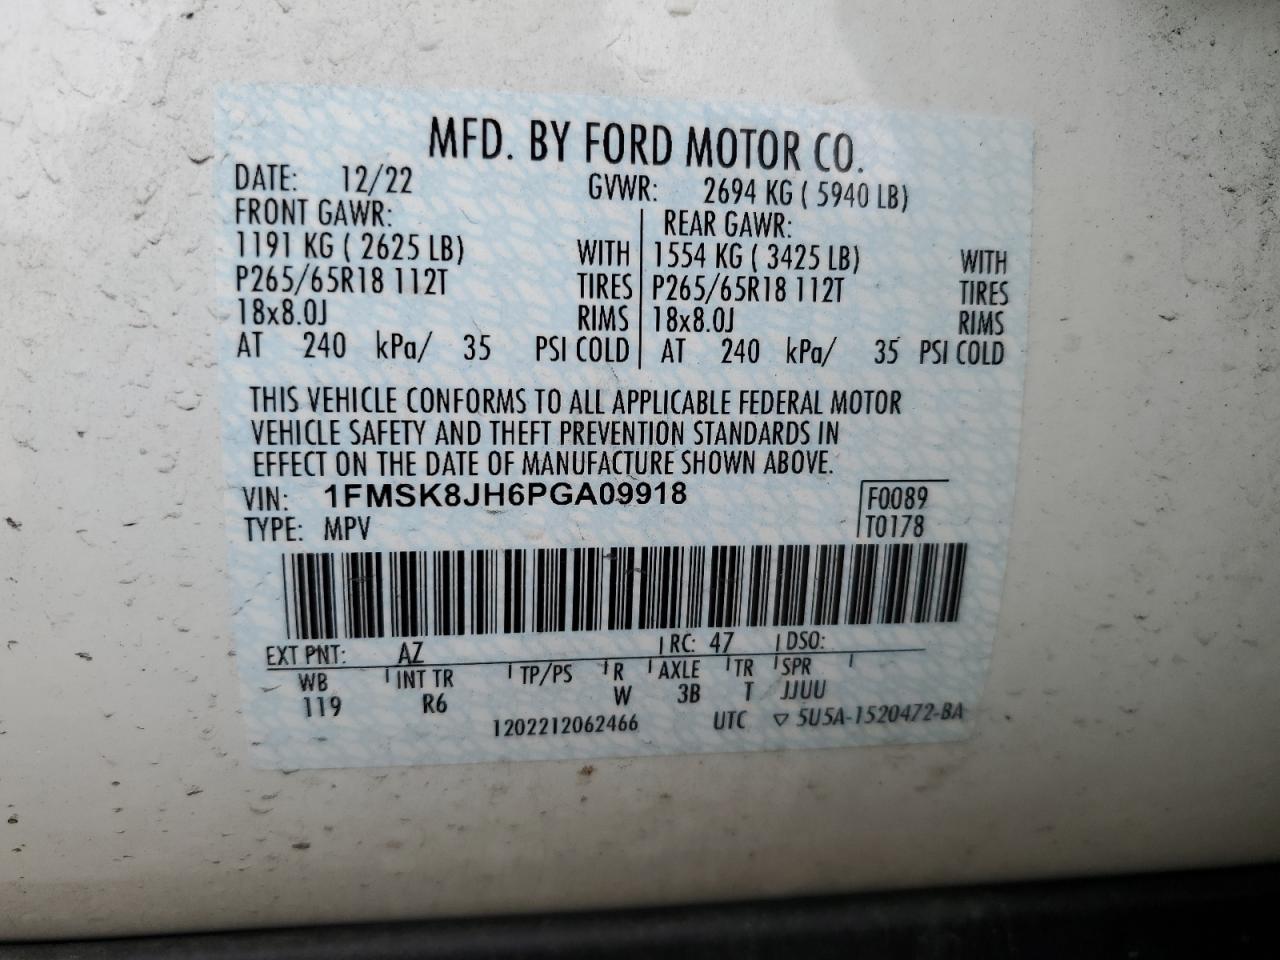 MFD. BY FORD MOTOR CO.
DATE: 12/22 GVWR: 2694 KG ( 5940 LB)
FRONT GAWR: REAR GAWR:
1191 KG ( 2625 LB) WITH 1554 KG ( 3425 LB) WITH
P265/65R18 112T TIRES P265/65R18 112T TIRES
18x8.0J RIMS 18x8.0J RIMS
AT 240 kPa/ 35 PSI COLD AT 240 kPa/ 35 PSI COLD
THIS VEHICLE CONFORMS TO ALL APPLICABLE FEDERAL MOTOR
VEHICLE SAFETY AND THEFT PREVENTION STANDARDS IN
EFFECT ON THE DATE OF MANUFACTURE SHOWN ABOVE.
VIN: 1FMSK8JH6PGA09918 F0089
TYPE: MPV T0178
EXT PNT: AZ RC: 47 DSO:
WB INT TR TP/PS R AXLE TR SPR
119 R6 W 3B T JJUU
1202212062466 UTC ▽ 5U5A-1520472-BA